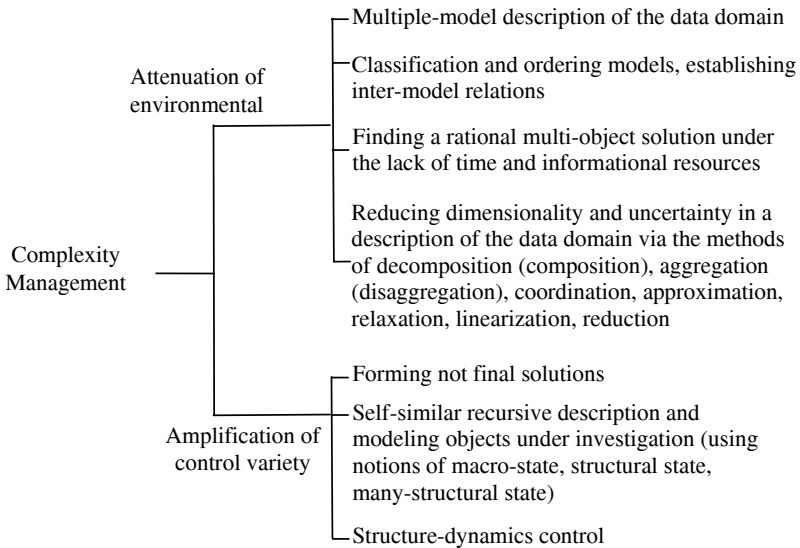 Complexity
Management
Attenuation of
environmental
Multiple-model description of the data domain
Classification and ordering models, establishing
inter-model relations
Finding a rational multi-object solution under
the lack of time and informational resources
Reducing dimensionality and uncertainty in a
description of the data domain via the methods
of decomposition (composition), aggregation
(disaggregation), coordination, approximation,
relaxation, linearization, reduction
Amplification of
control variety
Forming not final solutions
Self-similar recursive description and
modeling objects under investigation (using
notions of macro-state, structural state,
many-structural state)
Structure-dynamics control